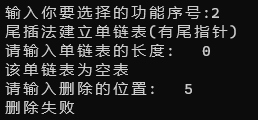 输入你要选择的功能序号:2
尾插法建立单链表(有尾指针)
请输入单链表的长度:  0
该单链表为空表
请输入删除的位置:  5
删除失败